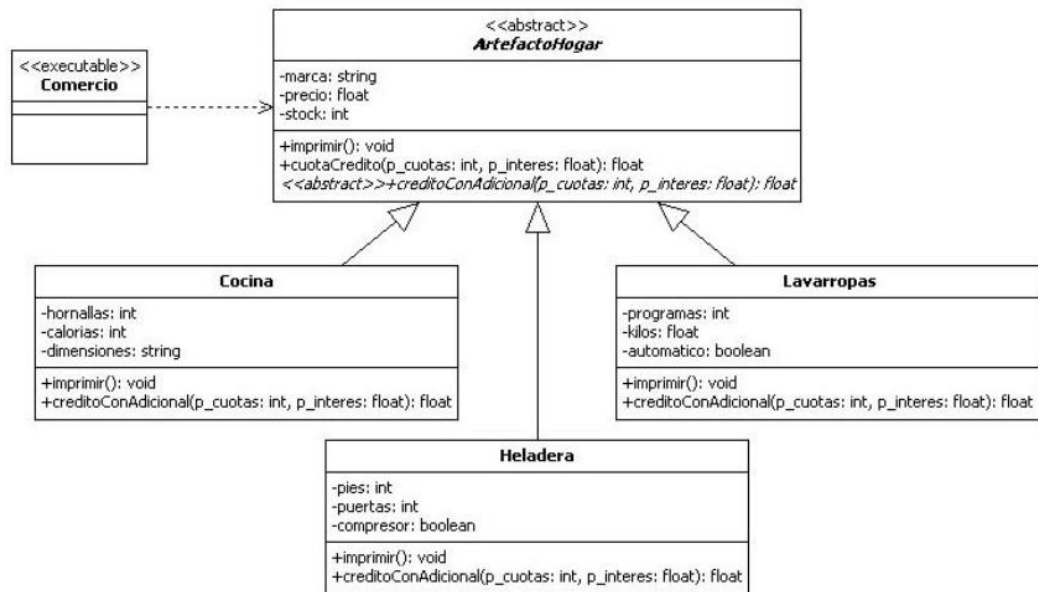 <<executable>>
Comercio
<<abstract>>
ArtefactoHogar
-marca: string
-precio: float
-stock: int
+imprimir(): void
+cuotaCredito(p_cuotas: int, p_interes: float): float
<<abstract>>+creditoConAdicional(p_cuotas: int, p_interes: float): float
Cocina
-hornallas: int
-calorias: int
-dimensiones: string
+imprimir(): void
+creditoConAdicional(p_cuotas: int, p_interes: float): float
Lavarropas
-programas: int
-kilos: float
-automatico: boolean
+imprimir(): void
+creditoConAdicional(p_cuotas: int, p_interes: float): float
Heladera
-pies: int
-puertas: int
-compresor: boolean
+imprimir(): void
+creditoConAdicional(p_cuotas: int, p_interes: float): float